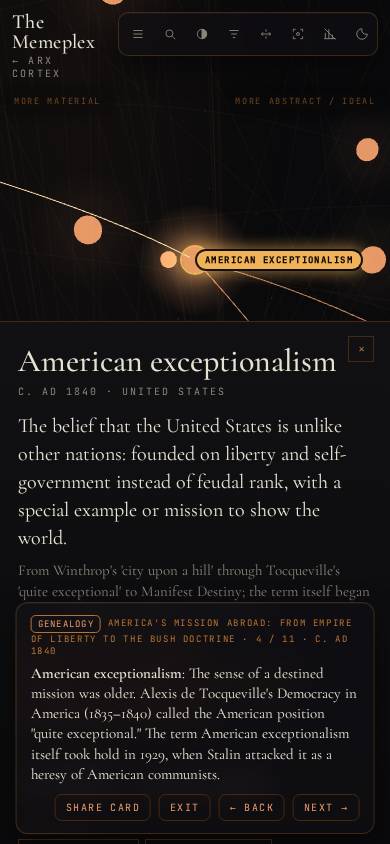 The
Memeplex
← ARX
CORTEX
MORE MATERIAL
MORE ABSTRACT / IDEAL
AMERICAN EXCEPTIONALISM
American exceptionalism
×
C. AD 1840 · UNITED STATES
The belief that the United States is unlike
other nations: founded on liberty and self-
government instead of feudal rank, with a
special example or mission to show the
world.
From Winthrop's 'city upon a hill' through Tocqueville's
'quite exceptional' to Manifest Destiny; the term itself began
GENEALOGY AMERICA'S MISSION ABROAD: FROM EMPIRE
OF LIBERTY TO THE BUSH DOCTRINE · 4 / 11 · C. AD
1840
American exceptionalism: The sense of a destined
mission was older. Alexis de Tocqueville's Democracy in
America (1835–1840) called the American position
"quite exceptional." The term American exceptionalism
itself took hold in 1929, when Stalin attacked it as a
heresy of American communists.
SHARE CARD
EXIT
← BACK
NEXT →